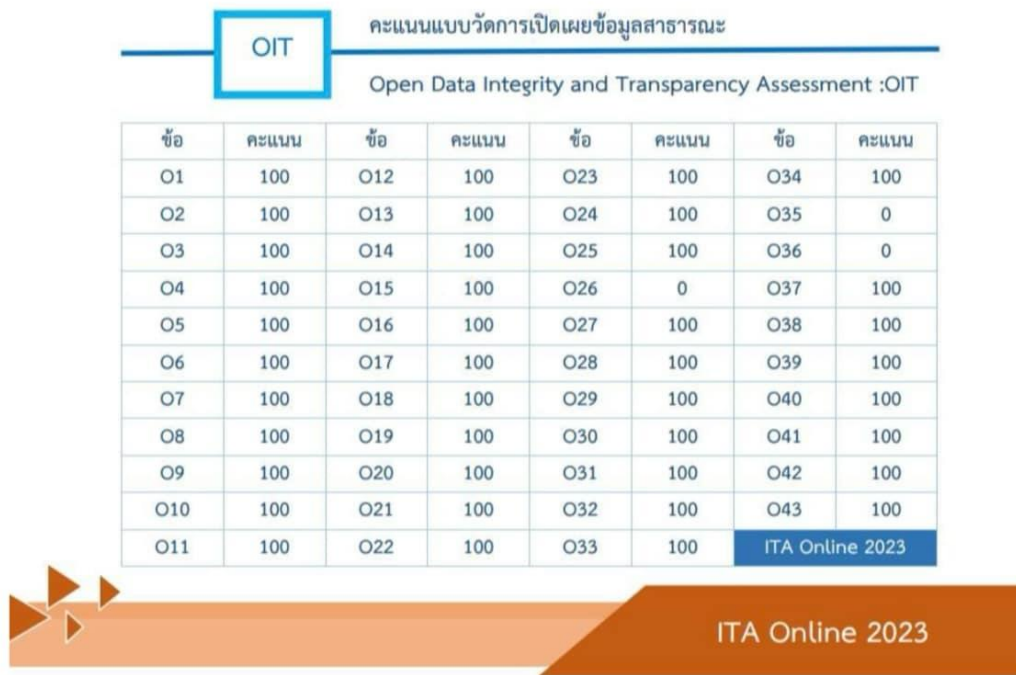 OIT
คะแนนแบบวัดการเปิดเผยข้อมูลสาธารณะ
Open Data Integrity and Transparency Assessment :OIT
ข้อ คะแนน ข้อ คะแนน ข้อ คะแนน ข้อ คะแนน
O1 100 O12 100 O23 100 O34 100
O2 100 O13 100 O24 100 O35 0
O3 100 O14 100 O25 100 O36 0
O4 100 O15 100 O26 0 O37 100
O5 100 O16 100 O27 100 O38 100
O6 100 O17 100 O28 100 O39 100
O7 100 O18 100 O29 100 O40 100
O8 100 O19 100 O30 100 O41 100
O9 100 O20 100 O31 100 O42 100
O10 100 O21 100 O32 100 O43 100
O11 100 O22 100 O33 100 ITA Online 2023
ITA Online 2023